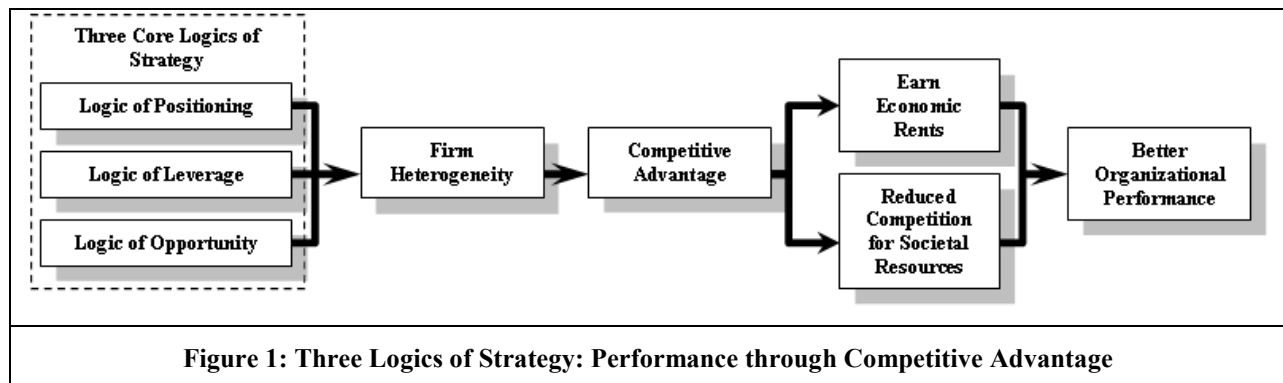 Three Core Logics of
Strategy
Logic of Positioning
Logic of Leverage
Logic of Opportunity
Firm
Heterogeneity
Competitive
Advantage
Earn
Economic
Rents
Reduced
Competition
for Societal
Resources
Better
Organizational
Performance
Figure 1: Three Logics of Strategy: Performance through Competitive Advantage